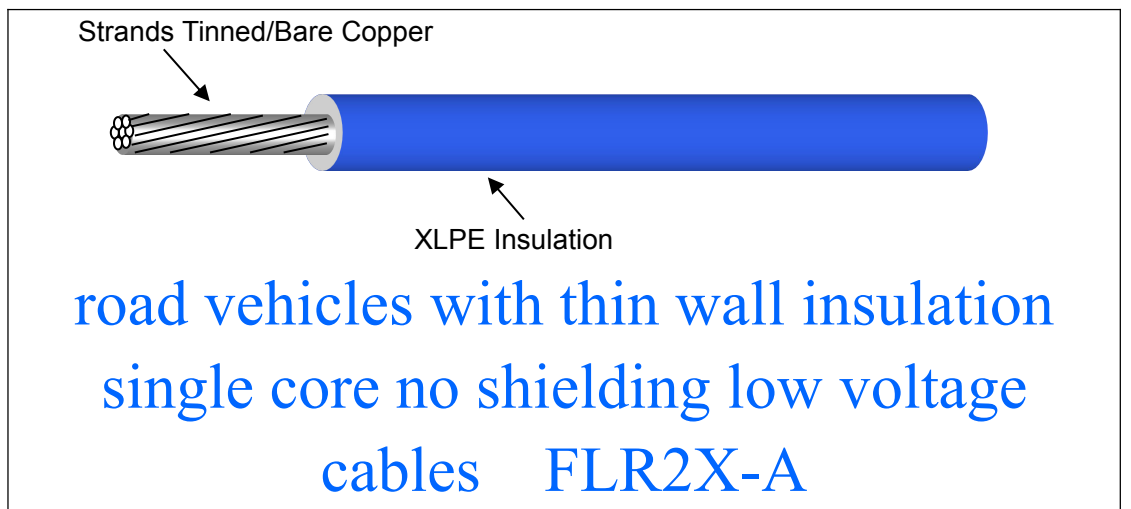 Strands Tinned/Bare Copper
XLPE Insulation
road vehicles with thin wall insulation
single core no shielding low voltage
cables FLR2X-A